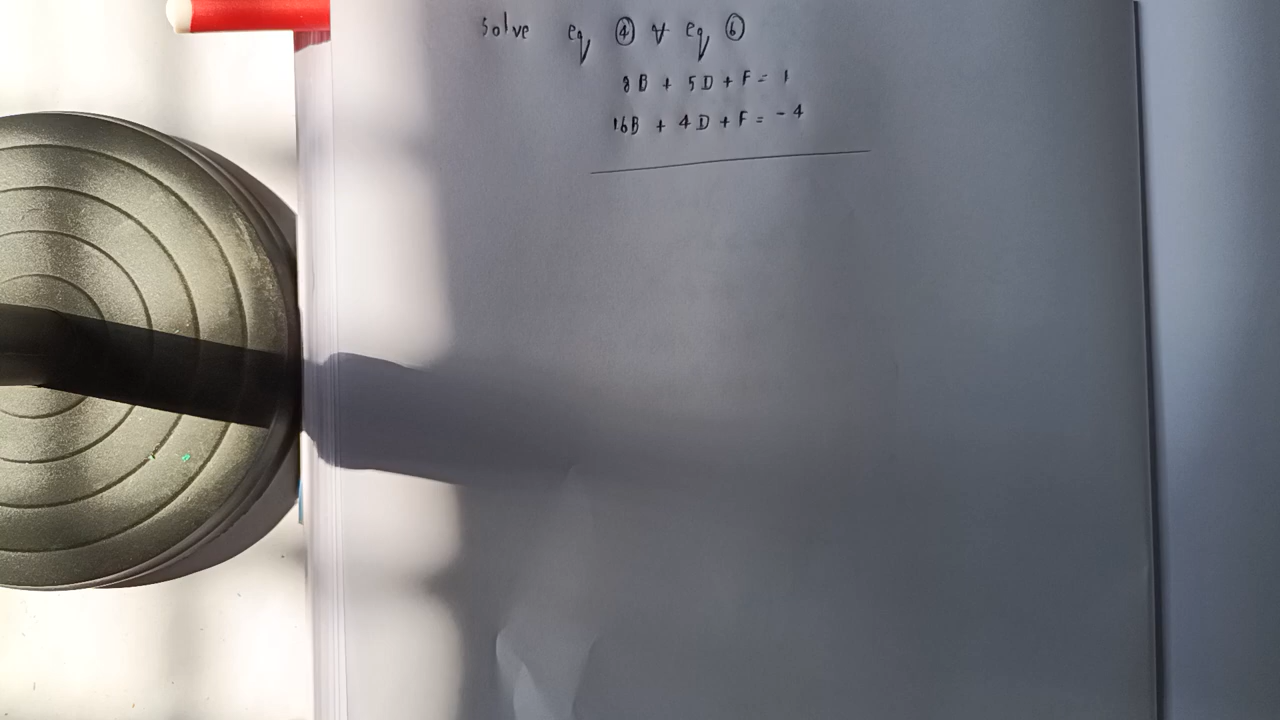 Solve eq ④ & eq ⑥
8B + 5D + F = 1
16B + 4D + F = - 4